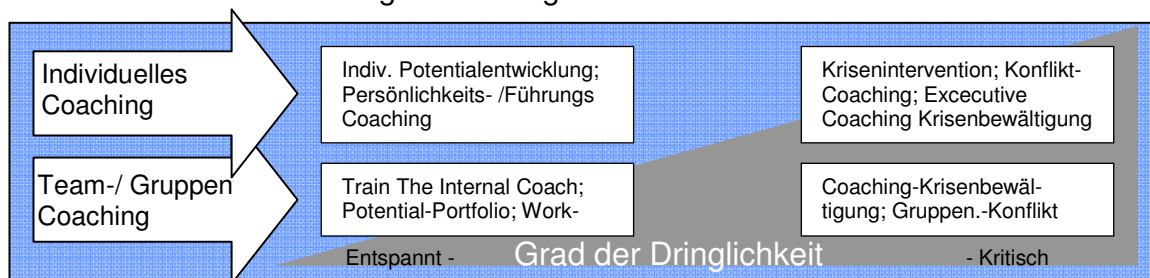 Individuelles
Coaching
Indiv. Potentialentwicklung;
Persönlichkeits- /Führungs
Coaching
Krisenintervention; Konflikt-
Coaching; Excecutive
Coaching Krisenbewältigung
Team-/ Gruppen
Coaching
Train The Internal Coach;
Potential-Portfolio; Work-
Coaching-Krisenbewäl-
tigung; Gruppen.-Konflikt
Entspannt - Grad der Dringlichkeit - Kritisch